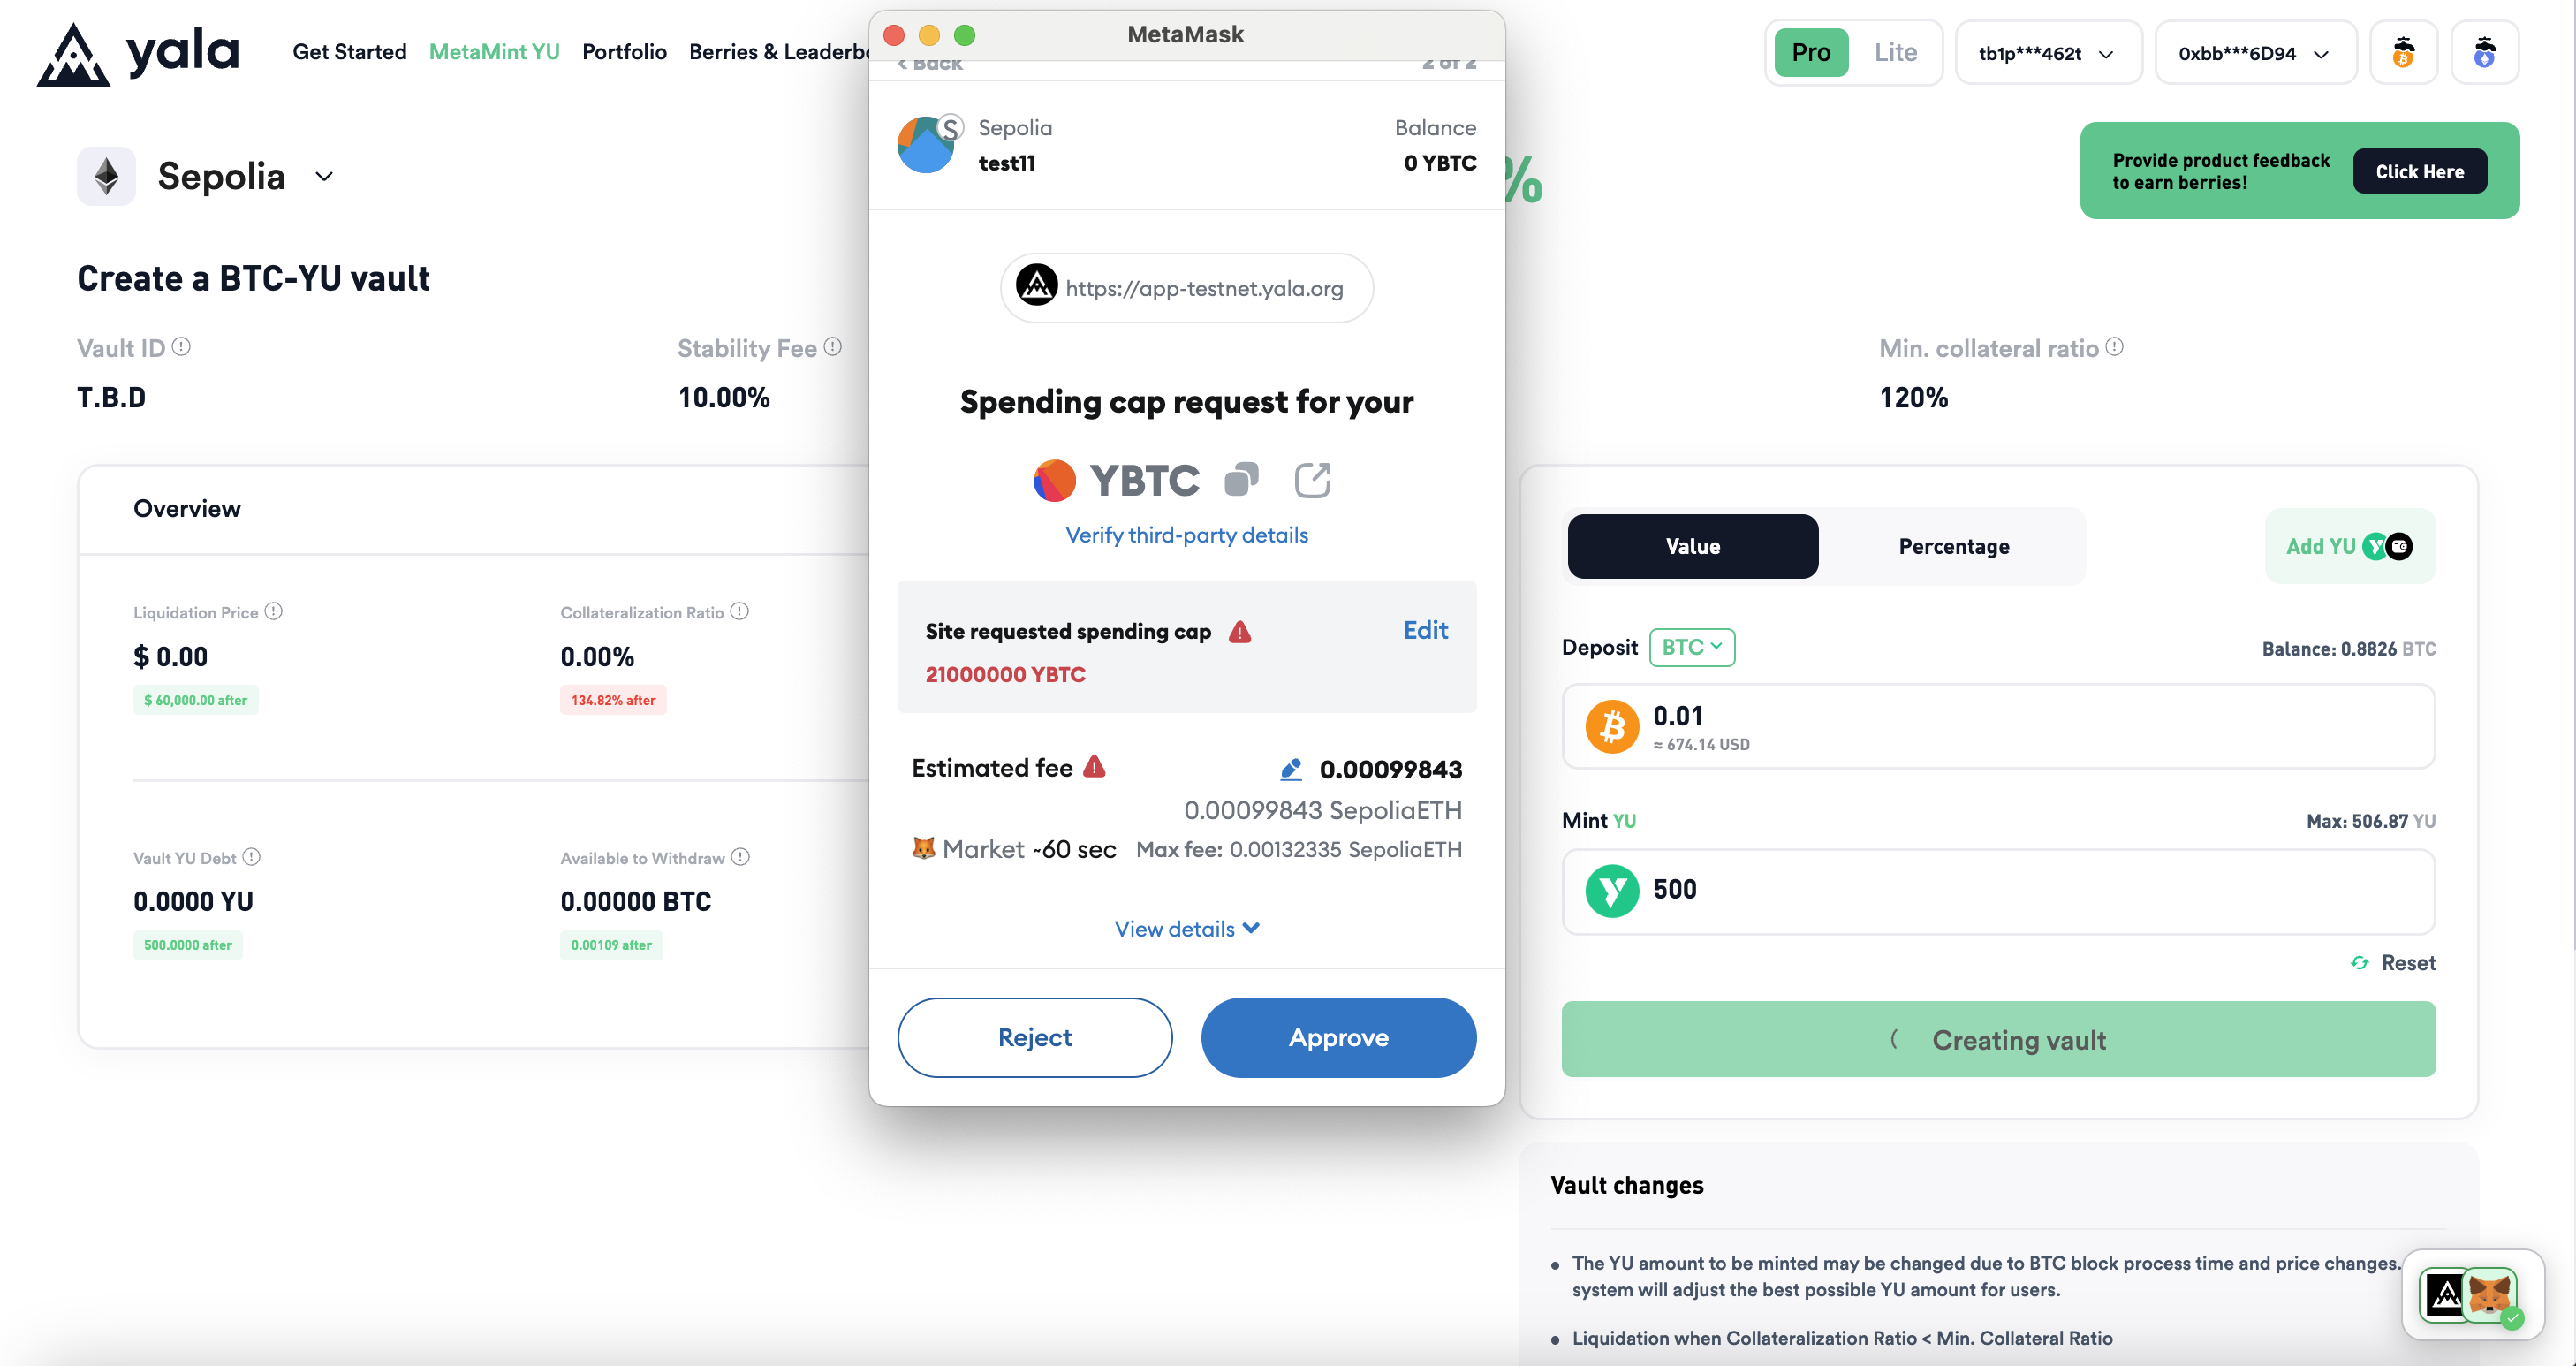 yala
Get Started
MetaMint YU
Portfolio
Berries & Leaderbo
Pro
Lite
tb1p***462t
0xbb***6D94
Sepolia
%
Provide product feedback
to earn berries!
Click Here
Create a BTC-YU vault
Vault ID
T.B.D
Stability Fee
10.00%
Min. collateral ratio
120%
Overview
Liquidation Price
$ 0.00
$ 60,000.00 after
Collateralization Ratio
0.00%
134.82% after
Vault YU Debt
0.0000 YU
500.0000 after
Available to Withdraw
0.00000 BTC
0.00109 after
MetaMask
< Back
2 of 2
S
Sepolia
test11
Balance
0 YBTC
https://app-testnet.yala.org
Spending cap request for your
YBTC
Verify third-party details
Site requested spending cap
Edit
21000000 YBTC
Estimated fee
0.00099843
0.00099843 SepoliaETH
Market ~60 sec
Max fee: 0.00132335 SepoliaETH
View details
Reject
Approve
Value
Percentage
Add YU
Deposit
BTC
Balance: 0.8826 BTC
0.01
≈ 674.14 USD
Mint YU
Max: 506.87 YU
500
Reset
Creating vault
Vault changes
• The YU amount to be minted may be changed due to BTC block process time and price changes.
system will adjust the best possible YU amount for users.
• Liquidation when Collateralization Ratio < Min. Collateral Ratio